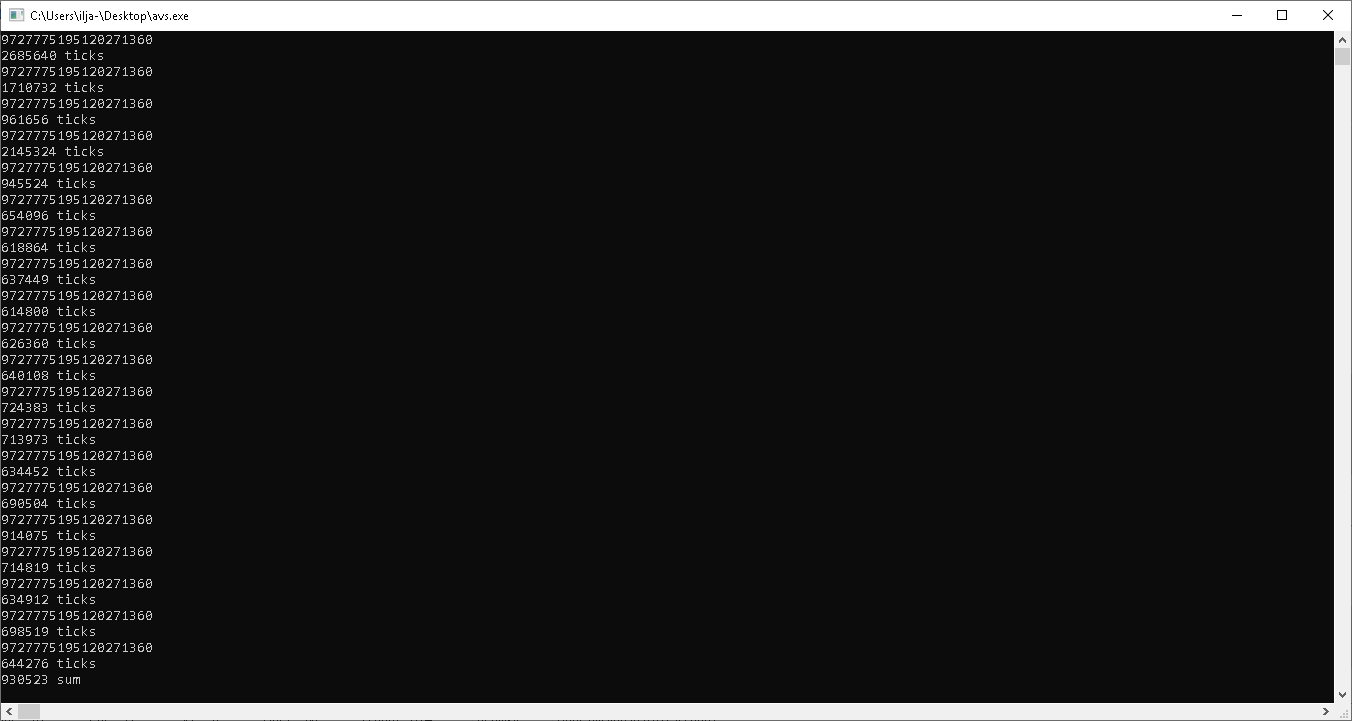 C:\Users\ilja-\Desktop\avs.exe
9727775195120271360
2685640 ticks
9727775195120271360
1710732 ticks
9727775195120271360
961656 ticks
9727775195120271360
2145324 ticks
9727775195120271360
945524 ticks
9727775195120271360
654096 ticks
9727775195120271360
618864 ticks
9727775195120271360
637449 ticks
9727775195120271360
614800 ticks
9727775195120271360
626360 ticks
9727775195120271360
640108 ticks
9727775195120271360
724383 ticks
9727775195120271360
713973 ticks
9727775195120271360
634452 ticks
9727775195120271360
690504 ticks
9727775195120271360
914075 ticks
9727775195120271360
714819 ticks
9727775195120271360
634912 ticks
9727775195120271360
698519 ticks
9727775195120271360
644276 ticks
930523 sum